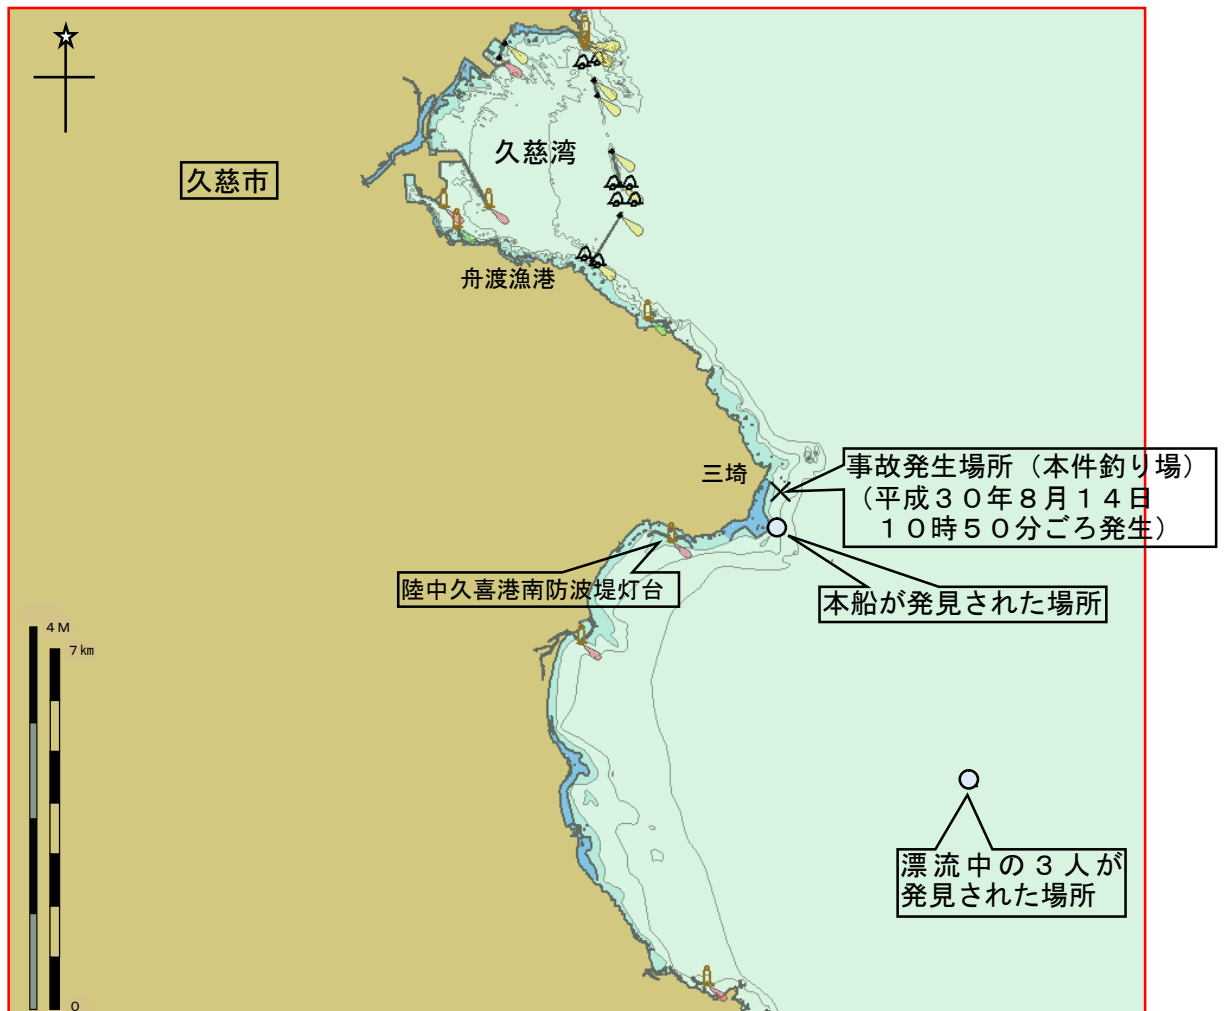 久慈湾
久慈市
舟渡漁港
三埼
事故発生場所（本件釣り場）
（平成３０年８月１４日
１０時５０分ごろ発生）
陸中久喜港南防波堤灯台
本船が発見された場所
4 M
7 km
漂流中の３人が
発見された場所
0